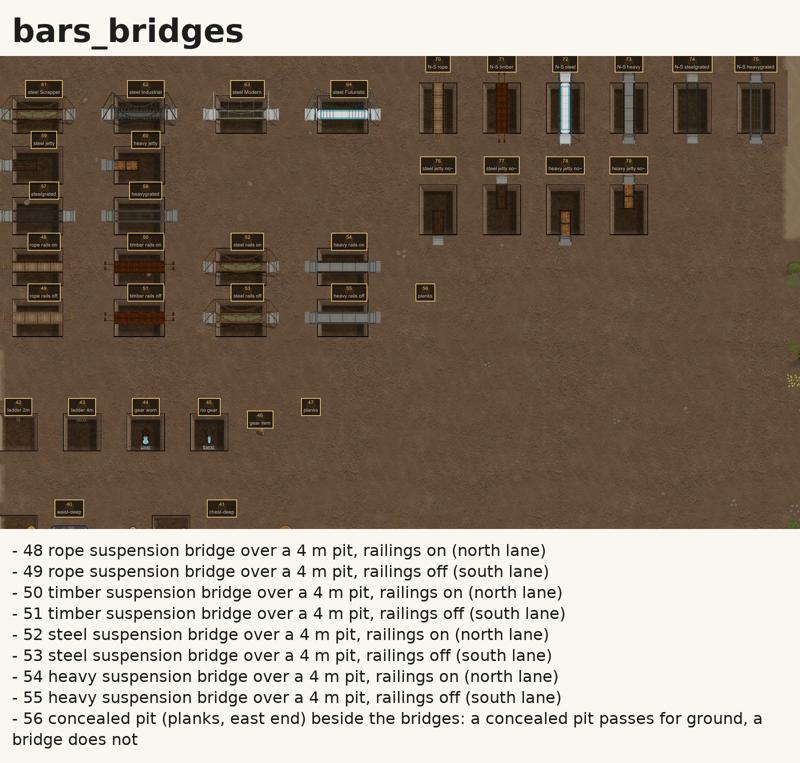 bars_bridges
70 71 72 73 74 75
N-S rope N-S timber N-S steel N-S heavy N-S steelgrated N-S heavygrated
61 62 63 64
steel Scrapper steel Industrial steel Modern steel Futuristic
59 60
steel jetty heavy jetty
76 77 78 79
steel jetty no~ steel jetty so~ heavy jetty no~ heavy jetty so~
57 58
steelgrated heavygrated
48 50 52 54
rope rails on timber rails on steel rails on heavy rails on
49 51 53 55 56
rope rails off timber rails off steel rails off heavy rails off planks
42 43 44 45 46 47
ladder 2m ladder 4m gear worn no gear gear item planks
40 41
waist-deep chest-deep
- 48 rope suspension bridge over a 4 m pit, railings on (north lane)
- 49 rope suspension bridge over a 4 m pit, railings off (south lane)
- 50 timber suspension bridge over a 4 m pit, railings on (north lane)
- 51 timber suspension bridge over a 4 m pit, railings off (south lane)
- 52 steel suspension bridge over a 4 m pit, railings on (north lane)
- 53 steel suspension bridge over a 4 m pit, railings off (south lane)
- 54 heavy suspension bridge over a 4 m pit, railings on (north lane)
- 55 heavy suspension bridge over a 4 m pit, railings off (south lane)
- 56 concealed pit (planks, east end) beside the bridges: a concealed pit passes for ground, a
bridge does not